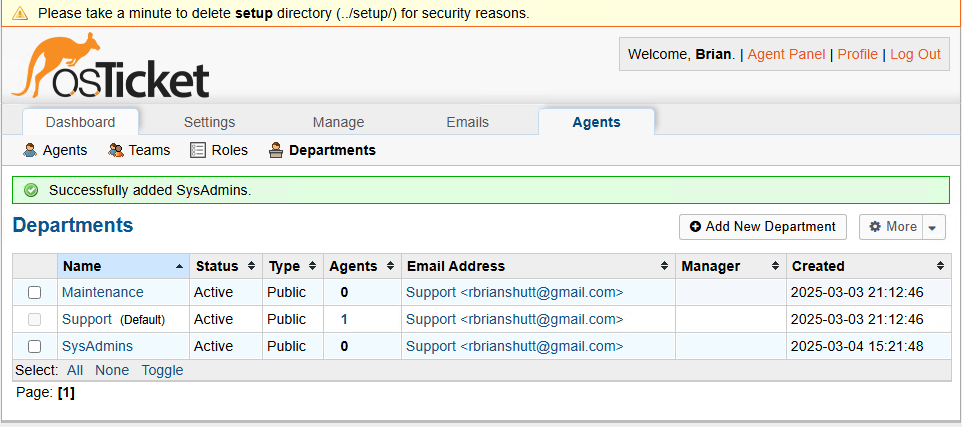 Please take a minute to delete setup directory (../setup/) for security reasons.
osTicket
Welcome, Brian. | Agent Panel | Profile | Log Out
Dashboard Settings Manage Emails Agents
Agents Teams Roles Departments
Successfully added SysAdmins.
Departments Add New Department More
Name Status Type Agents Email Address Manager Created
Maintenance Active Public 0 Support <rbrianshutt@gmail.com> 2025-03-03 21:12:46
Support (Default) Active Public 1 Support <rbrianshutt@gmail.com> 2025-03-03 21:12:46
SysAdmins Active Public 0 Support <rbrianshutt@gmail.com> 2025-03-04 15:21:48
Select: All None Toggle
Page: [1]